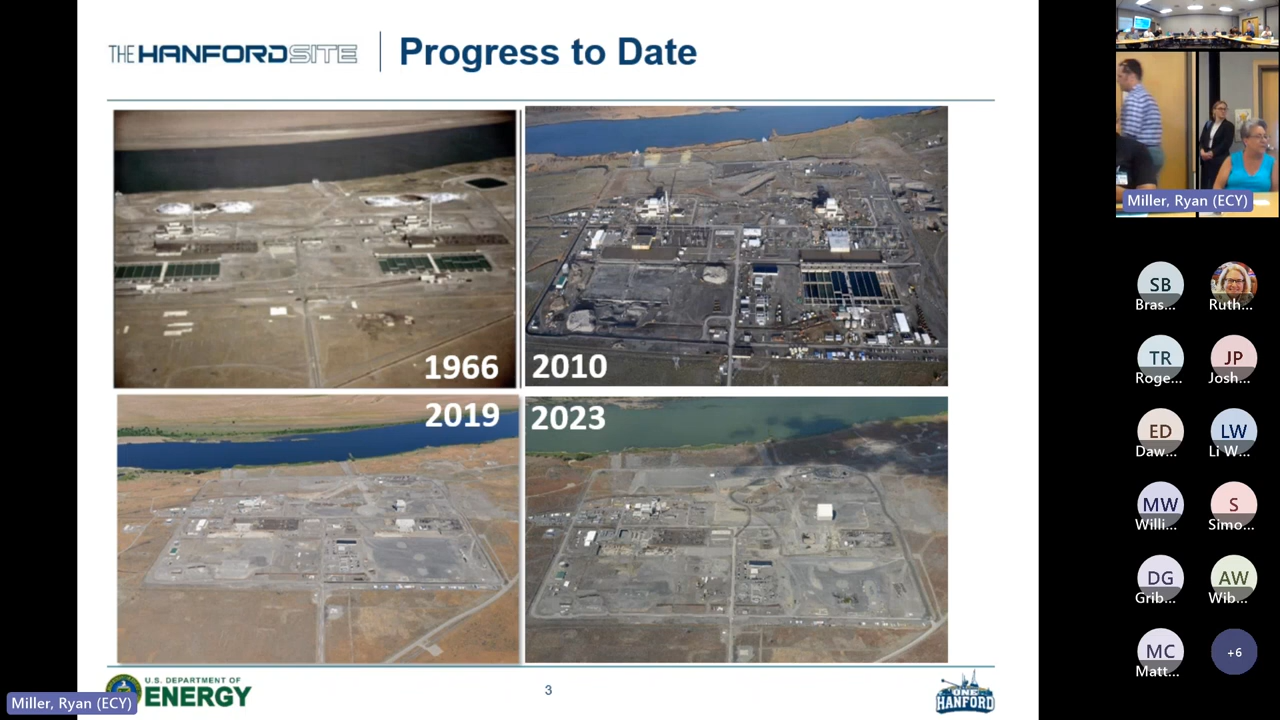 THE HANFORDSITE
Progress to Date
1966
2010
2019
2023
U.S. DEPARTMENT OF
ENERGY
3
ONE
HANFORD
Miller, Ryan (ECY)
Miller, Ryan (ECY)
SB
Bras...
Ruth...
TR
Roge...
JP
Josh...
ED
Daw...
LW
Li W...
MW
Willi...
S
Simo...
DG
Grib...
AW
Wib...
MC
Matt...
+6